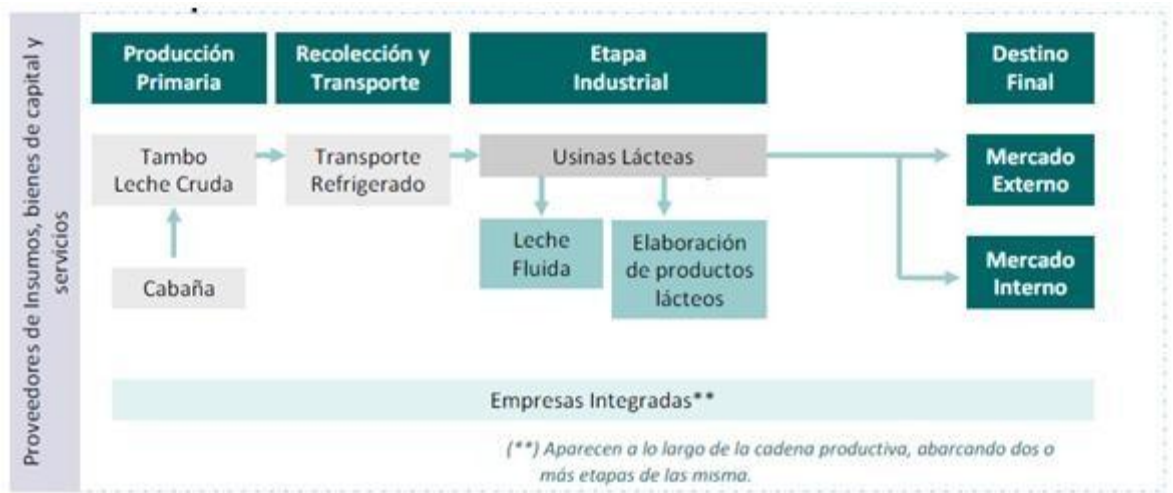 Proveedores de Insumos, bienes de capital y
servicios
Producción
Primaria
Recolección y
Transporte
Etapa
Industrial
Destino
Final
Tambo
Leche Cruda
Transporte
Refrigerado
Usinas Lácteas
Mercado
Externo
Leche
Fluida
Elaboración
de productos
lácteos
Mercado
Interno
Cabaña
Empresas Integradas**
(**) Aparecen a lo largo de la cadena productiva, abarcando dos o
más etapas de las misma.